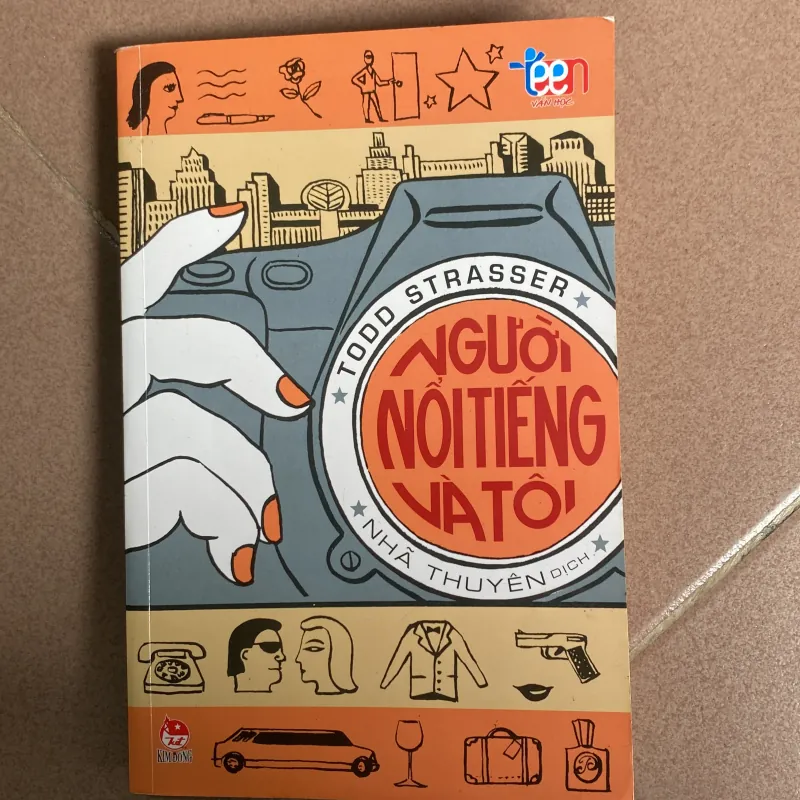 teen
VĂN HỌC
TODD STRASSER
NGƯỜI
NỔI TIẾNG
VÀ TÔI
NHÃ THUYÊN DỊCH
KIM ĐỒNG